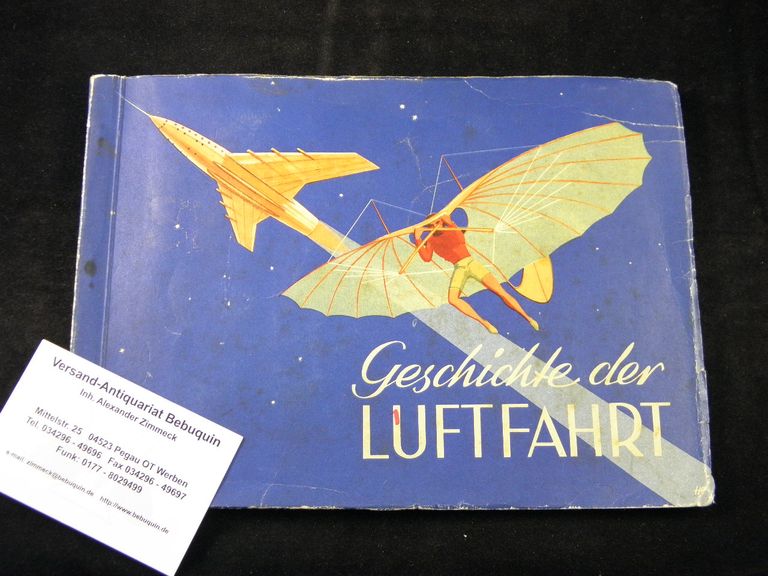 Geschichte der
LUFTFAHRT
Versand-Antiquariat Bebuquin
Inh. Alexander Zimmeck
Mittelstr. 25 04523 Pegau OT Werben
Tel. 034296 - 49696 Fax 034296 - 49697
Funk: 0177 - 8029499
e.mail: zimmeck@bebuquin.de http://www.bebuquin.de